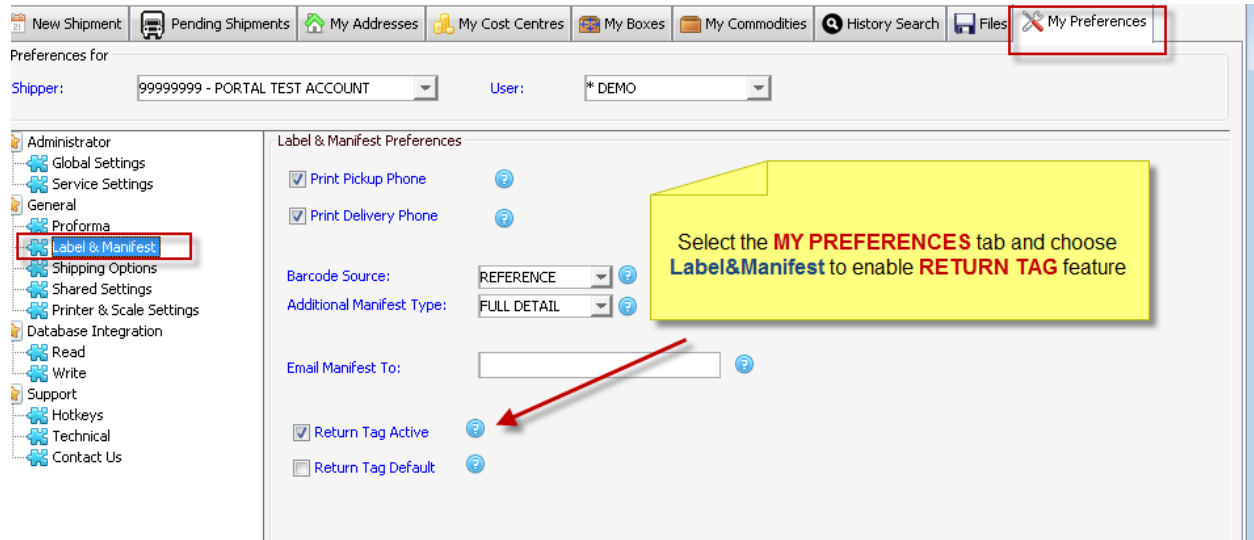 New Shipment Pending Shipments My Addresses My Cost Centres My Boxes My Commodities History Search Files My Preferences
Preferences for
Shipper: 99999999 - PORTAL TEST ACCOUNT User: * DEMO
Administrator
Global Settings
Service Settings
General
Proforma
Label & Manifest
Shipping Options
Shared Settings
Printer & Scale Settings
Database Integration
Read
Write
Support
Hotkeys
Technical
Contact Us
Label & Manifest Preferences
Print Pickup Phone
Print Delivery Phone
Barcode Source: REFERENCE
Additional Manifest Type: FULL DETAIL
Email Manifest To:
Return Tag Active
Return Tag Default
Select the MY PREFERENCES tab and choose
Label&Manifest to enable RETURN TAG feature